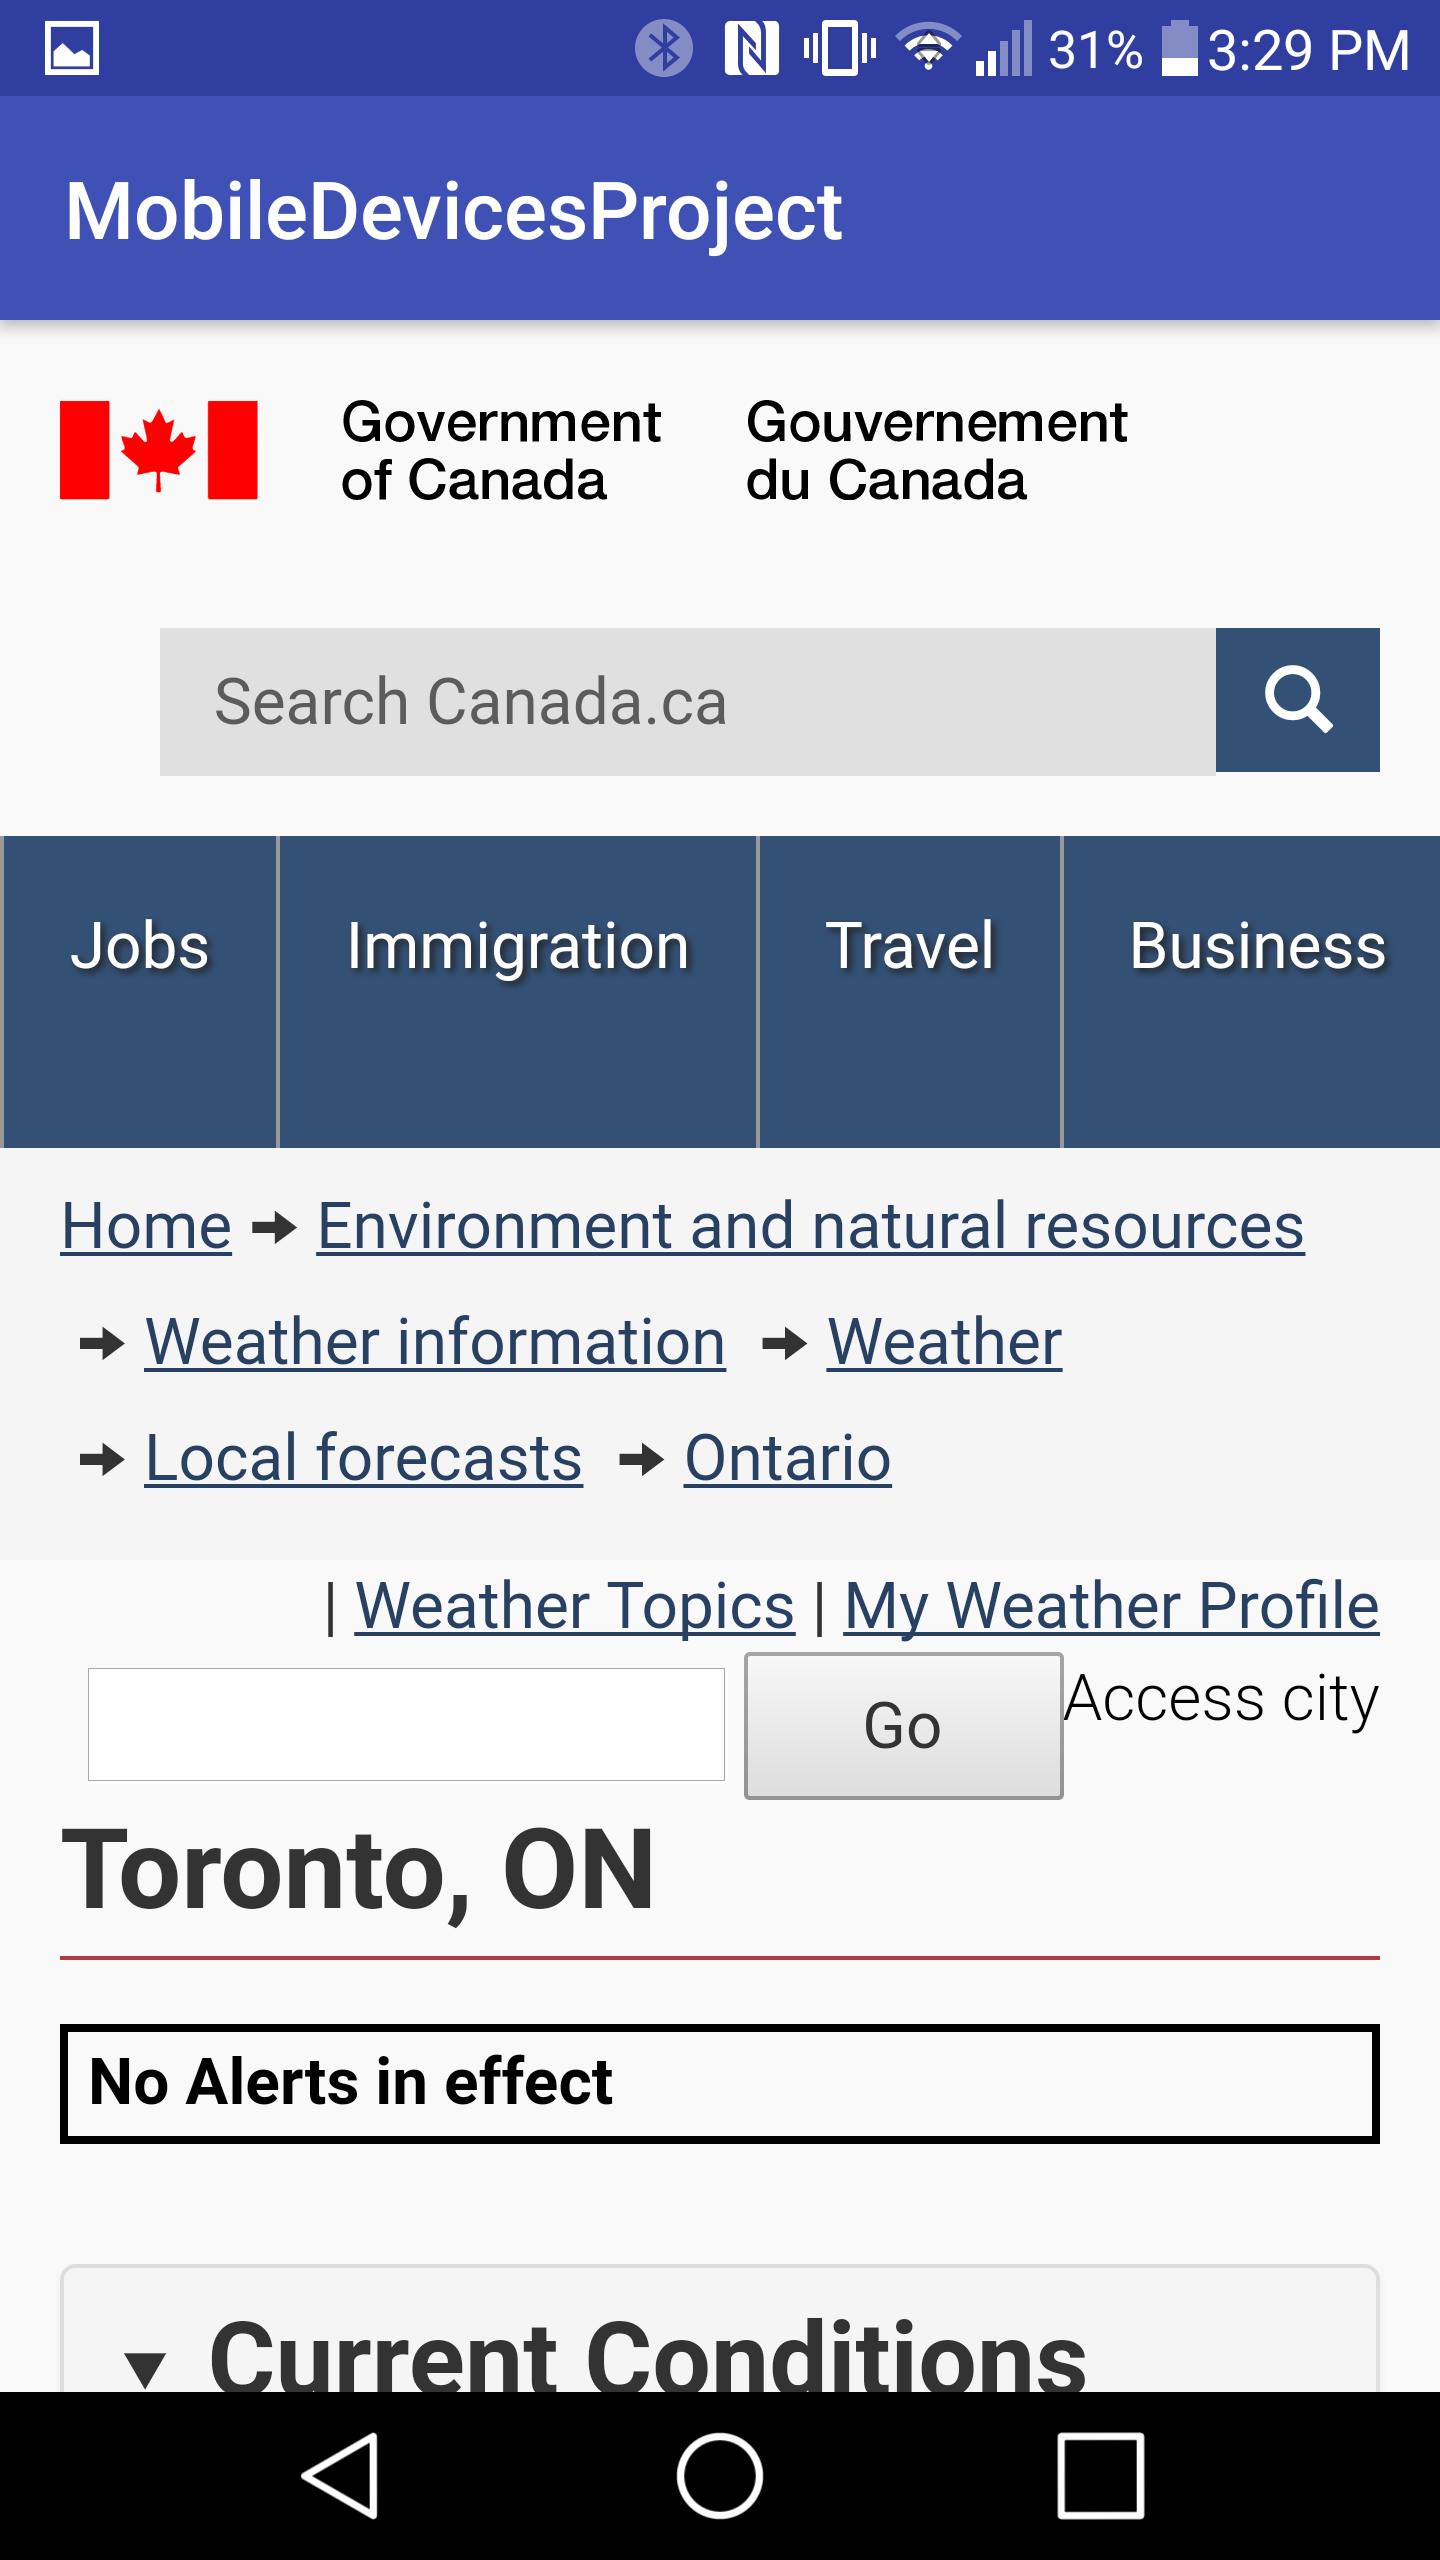 31% 3:29 PM
MobileDevicesProject
Government Gouvernement
of Canada du Canada
Search Canada.ca
Jobs Immigration Travel Business
Home ➡ Environment and natural resources
➡ Weather information ➡ Weather
➡ Local forecasts ➡ Ontario
| Weather Topics | My Weather Profile
Go Access city
Toronto, ON
No Alerts in effect
▼ Current Conditions